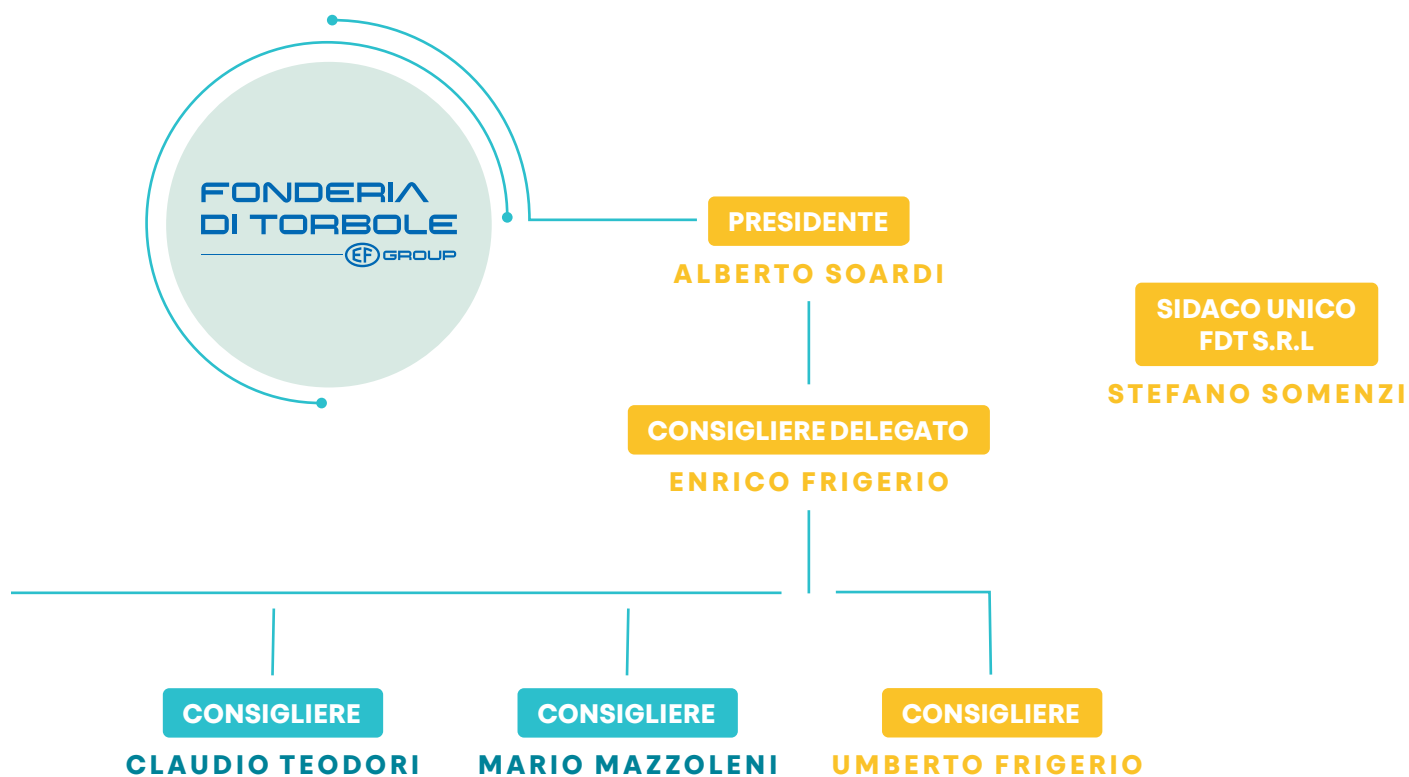 FONDERIA
DI TORBOLE
EF GROUP
PRESIDENTE
ALBERTO SOARDI
SIDACO UNICO
FDT S.R.L
STEFANO SOMENZI
CONSIGLIERE DELEGATO
ENRICO FRIGERIO
CONSIGLIERE
CLAUDIO TEODORI
CONSIGLIERE
MARIO MAZZOLENI
CONSIGLIERE
UMBERTO FRIGERIO